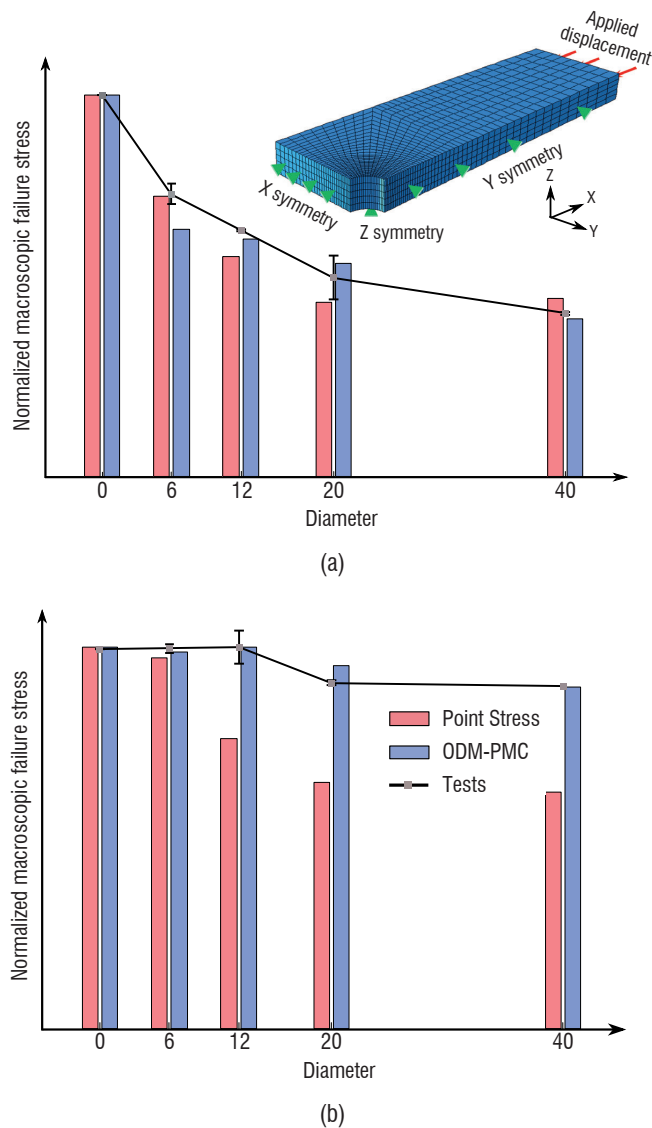 Applied
displacement
Normalized macroscopic failure stress
X symmetry
Y symmetry
Z symmetry
Z
X
Y
0 6 12 20 40
Diameter
(a)
Normalized macroscopic failure stress
Point Stress
ODM-PMC
Tests
0 6 12 20 40
Diameter
(b)